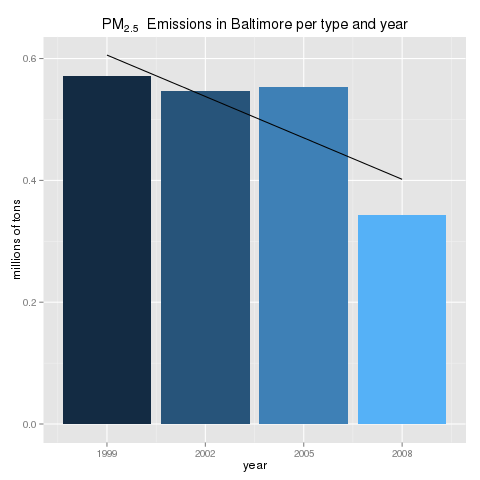 PM2.5 Emissions in Baltimore per type and year
millions of tons
0.6
0.4
0.2
0.0
1999 2002 2005 2008
year